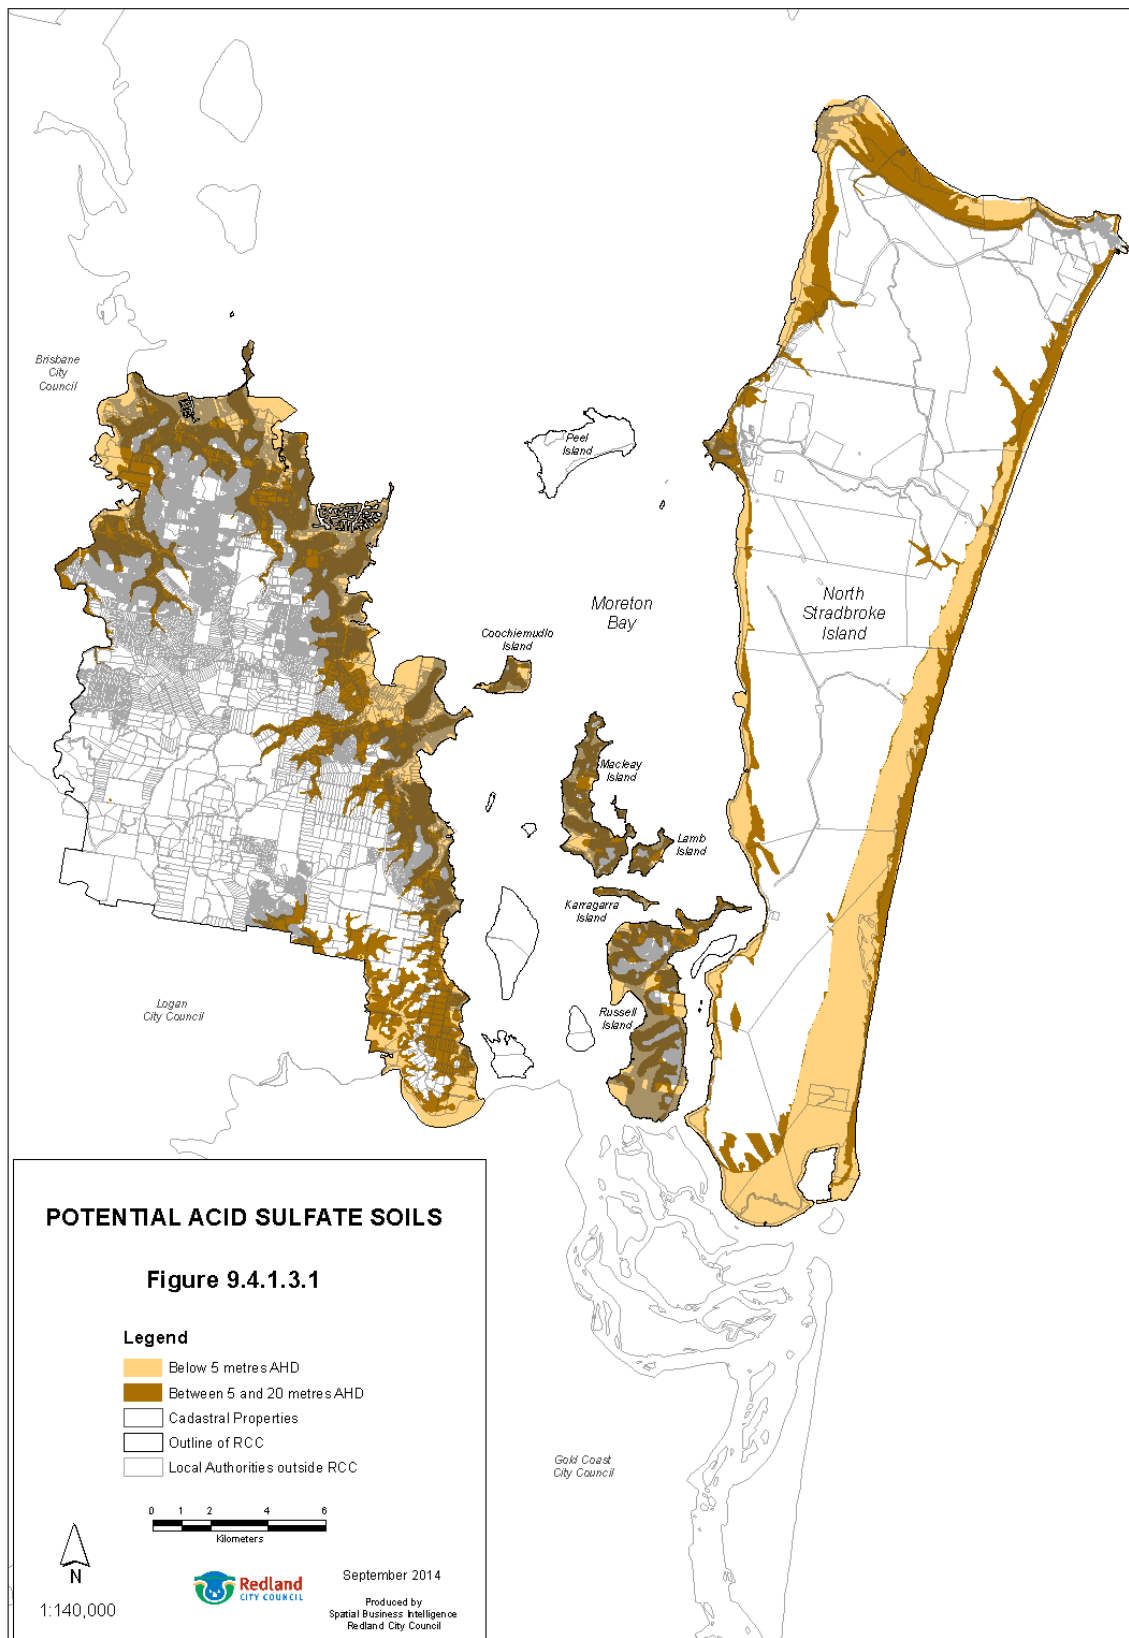 Brisbane
City
Council
Peel
Island
Moreton
Bay
North
Stradbroke
Island
Coochiemudlo
Island
Macleay
Island
Lamb
Island
Karragarra
Island
Russell
Island
Logan
City Council
Gold Coast
City Council
POTENTIAL ACID SULFATE SOILS
Figure 9.4.1.3.1
Legend
Below 5 metres AHD
Between 5 and 20 metres AHD
Cadastral Properties
Outline of RCC
Local Authorities outside RCC
0 1 2 4 6
Kilometers
N
1:140,000
Redland
CITY COUNCIL
September 2014
Produced by
Spatial Business Intelligence
Redland City Council